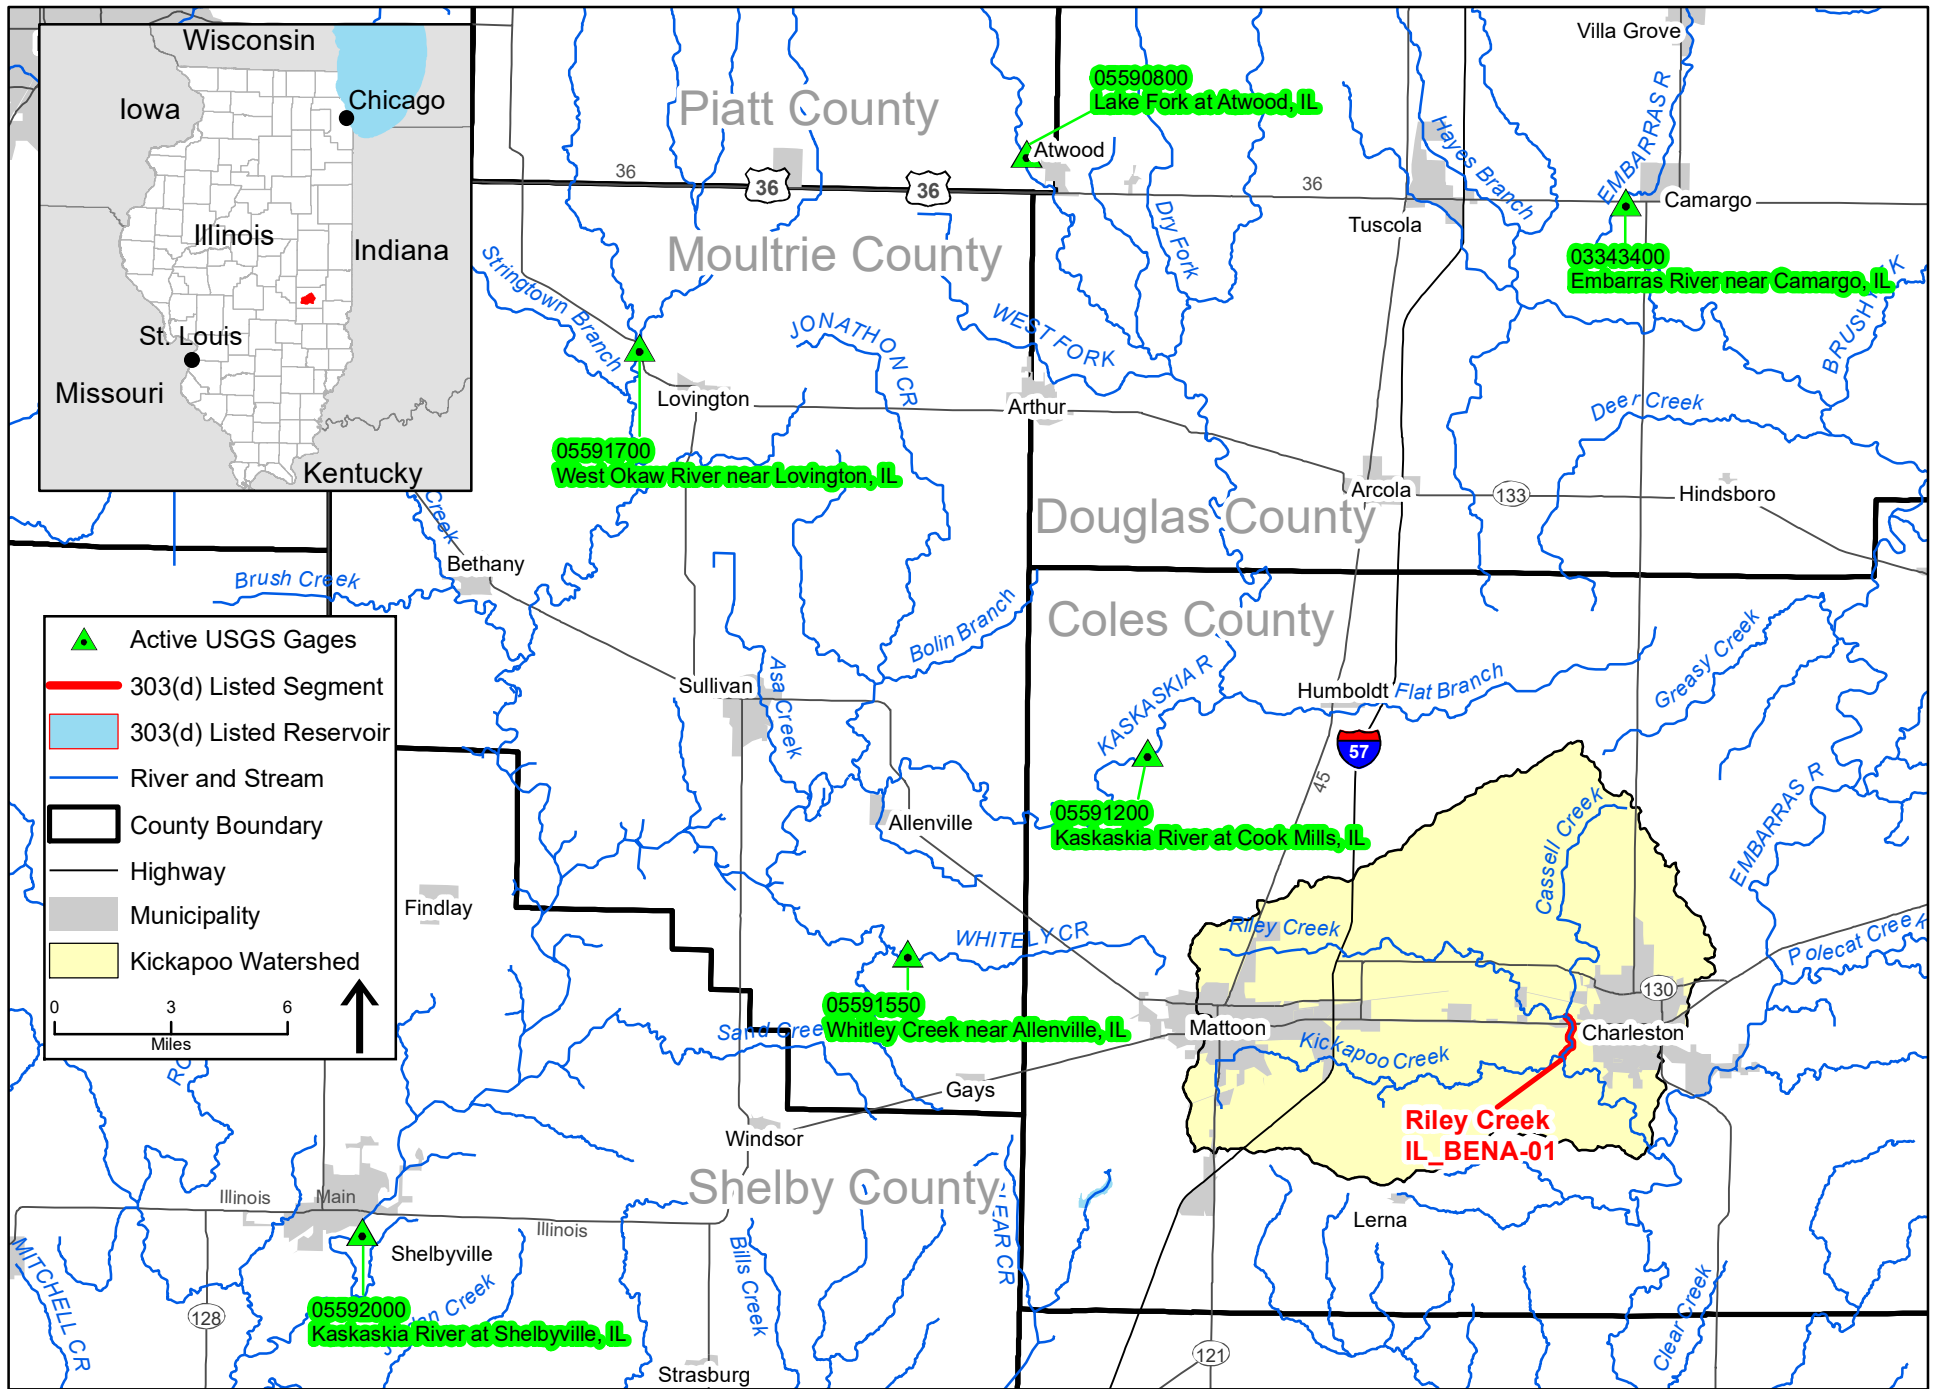 Wisconsin
Iowa
Chicago
Illinois
Indiana
St. Louis
Missouri
Kentucky
Villa Grove
05590800
Lake Fork at Atwood, IL
Piatt County
Atwood
36
36
36
36
Hayes Branch
EMBARRAS R
Camargo
Tuscola
Dry Fork
03343400
Embarras River near Camargo, IL
Moultrie County
Stringtown Branch
JONATHON CR
WEST FORK
BRUSHY
K
Deer Creek
Lovington
Arthur
05591700
West Okaw River near Lovington, IL
Arcola
133
Hindsboro
Douglas County
Creek
Bethany
Brush Creek
Coles County
Bolin Branch
Greasy Creek
Active USGS Gages
303(d) Listed Segment
303(d) Listed Reservoir
River and Stream
County Boundary
Highway
Municipality
Kickapoo Watershed
0 3 6
Miles
Sullivan
Asa Creek
KASKASKIA R
Humboldt
Flat Branch
57
45
05591200
Kaskaskia River at Cook Mills, IL
Allenville
Cassell Creek
EMBARRAS R
Findlay
WHITELY CR
Riley Creek
Polecat Creek
05591550
Whitley Creek near Allenville, IL
Sand Cree
130
Mattoon
Charleston
Kickapoo Creek
Gays
Riley Creek
IL_BENA-01
Windsor
Shelby County
Illinois
Main
Illinois
LEAR CR
Lerna
Shelbyville
MITCHELL CR
128
05592000
Kaskaskia River at Shelbyville, IL
Creek
Bills Creek
Strasburg
121
Clear Creek